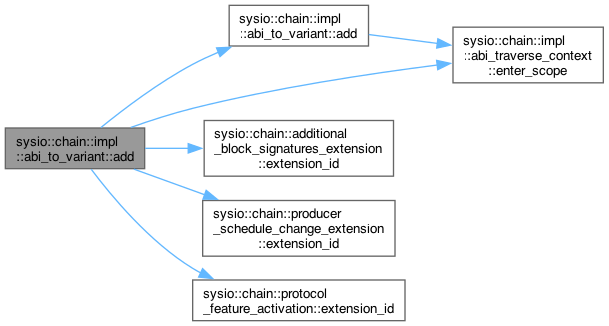 sysio::chain::impl
::abi_to_variant::add
sysio::chain::impl
::abi_to_variant::add
sysio::chain::impl
::abi_traverse_context
::enter_scope
sysio::chain::additional
_block_signatures_extension
::extension_id
sysio::chain::producer
_schedule_change_extension
::extension_id
sysio::chain::protocol
_feature_activation::extension_id